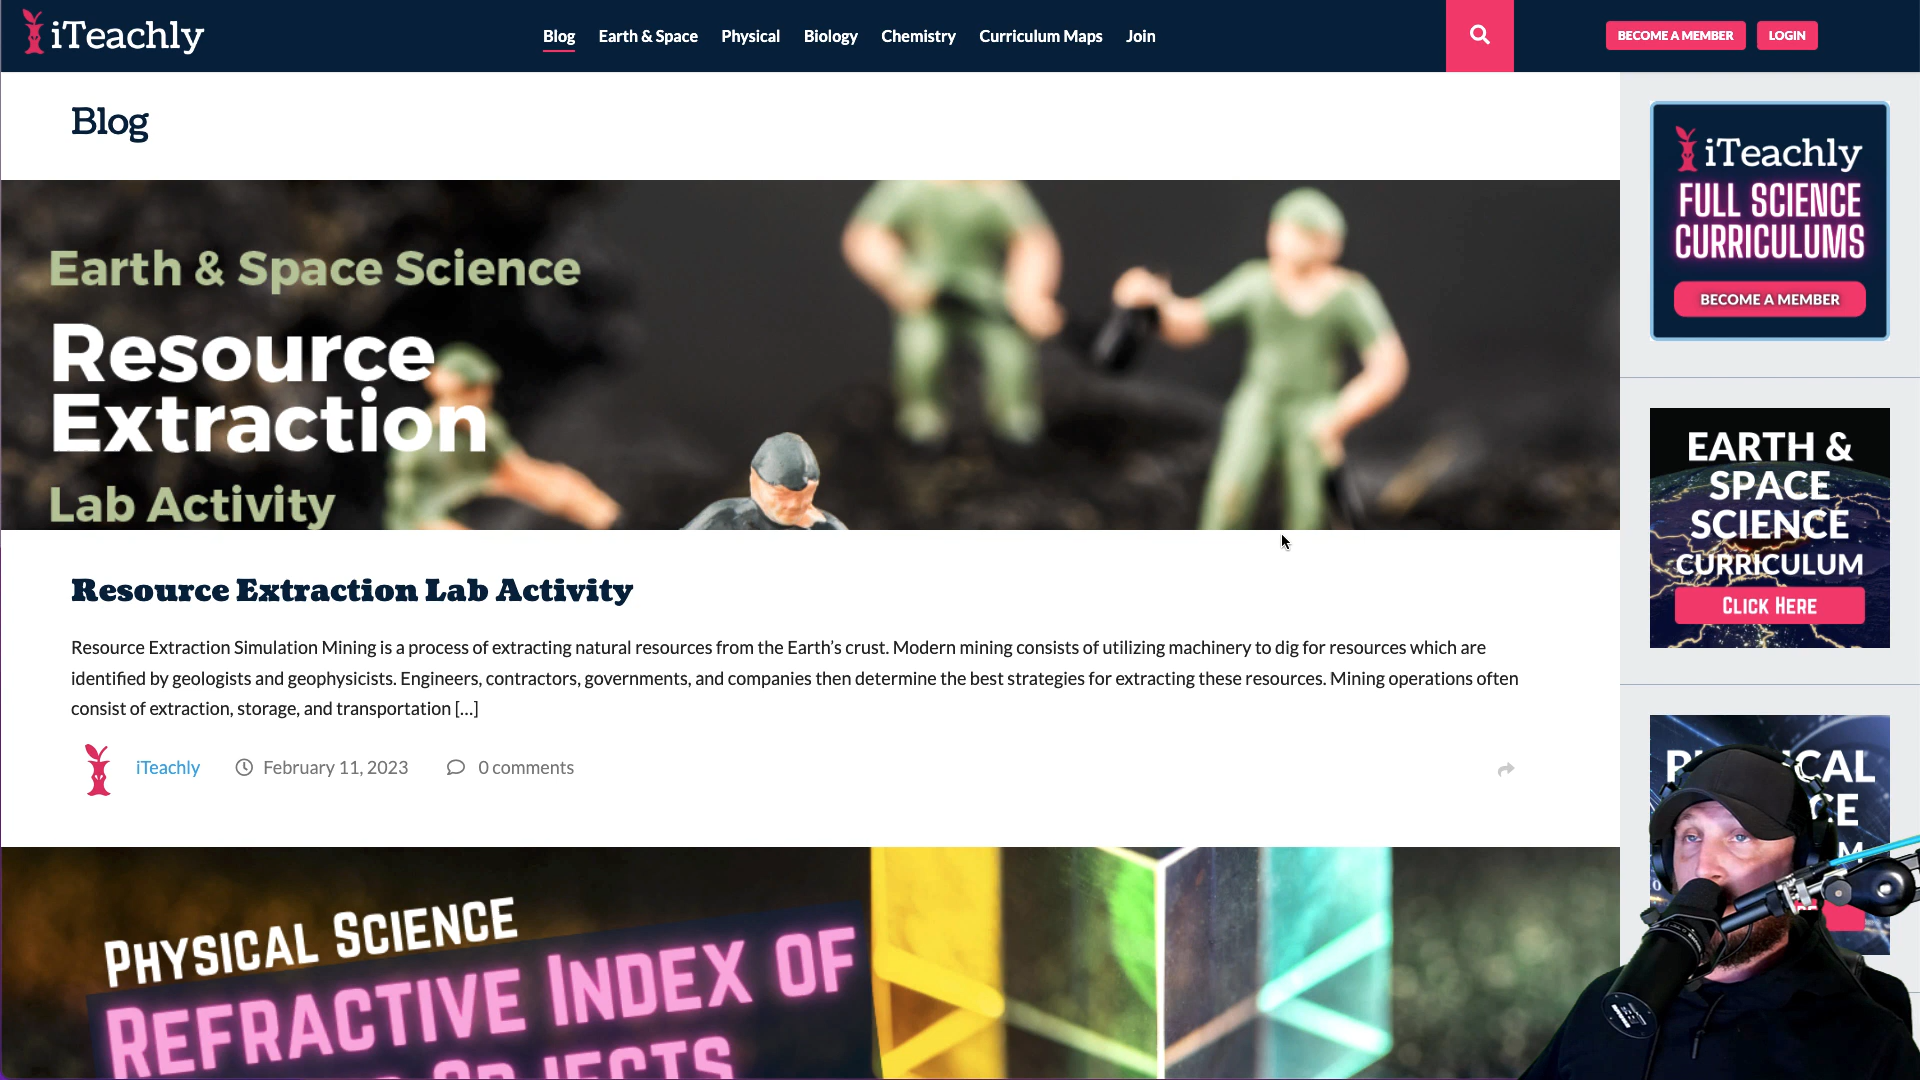 iTeachly
Blog Earth & Space Physical Biology Chemistry Curriculum Maps Join
BECOME A MEMBER LOGIN
Blog
Earth & Space Science
Resource
Extraction
Lab Activity
Resource Extraction Lab Activity
Resource Extraction Simulation Mining is a process of extracting natural resources from the Earth’s crust. Modern mining consists of utilizing machinery to dig for resources which are
identified by geologists and geophysicists. Engineers, contractors, governments, and companies then determine the best strategies for extracting these resources. Mining operations often
consist of extraction, storage, and transportation […]
iTeachly February 11, 2023 0 comments
PHYSICAL SCIENCE
REFRACTIVE INDEX OF
iTeachly
FULL SCIENCE
CURRICULUMS
BECOME A MEMBER
EARTH &
SPACE
SCIENCE
CURRICULUM
CLICK HERE